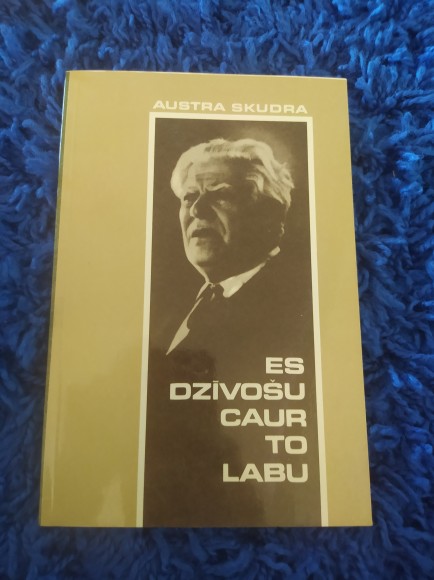 AUSTRA SKUDRA
ES
DZĪVOŠU
CAUR
TO
LABU